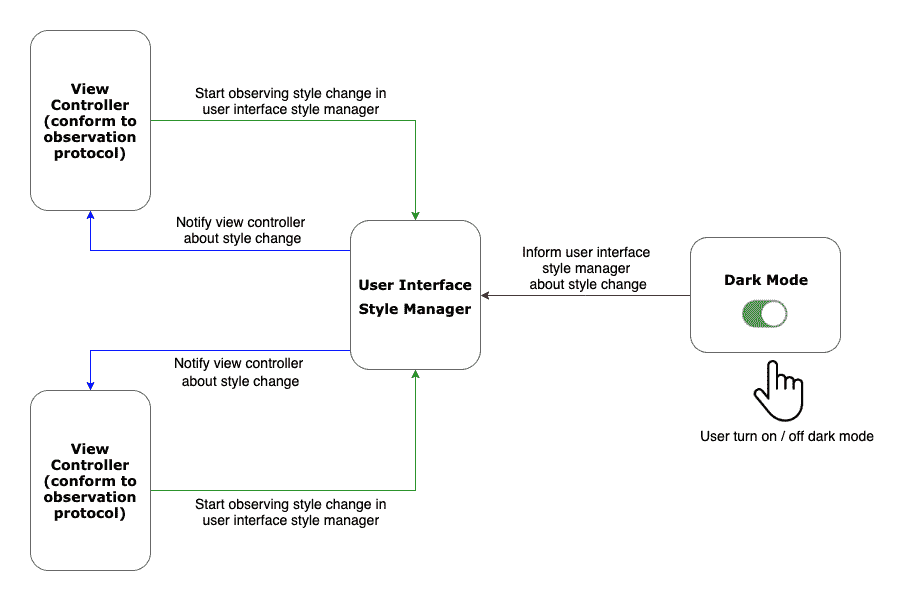 View
Controller
(conform to
observation
protocol)
Start observing style change in
user interface style manager
Notify view controller
about style change
User Interface
Style Manager
Inform user interface
style manager
about style change
Dark Mode
User turn on / off dark mode
Notify view controller
about style change
View
Controller
(conform to
observation
protocol)
Start observing style change in
user interface style manager